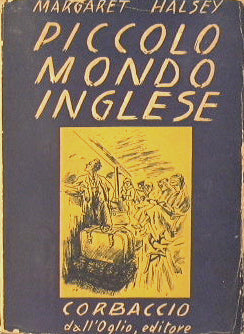 MARGARET HALSEY
PICCOLO
MONDO
INGLESE
CORBACCIO
dall'Oglio, editore